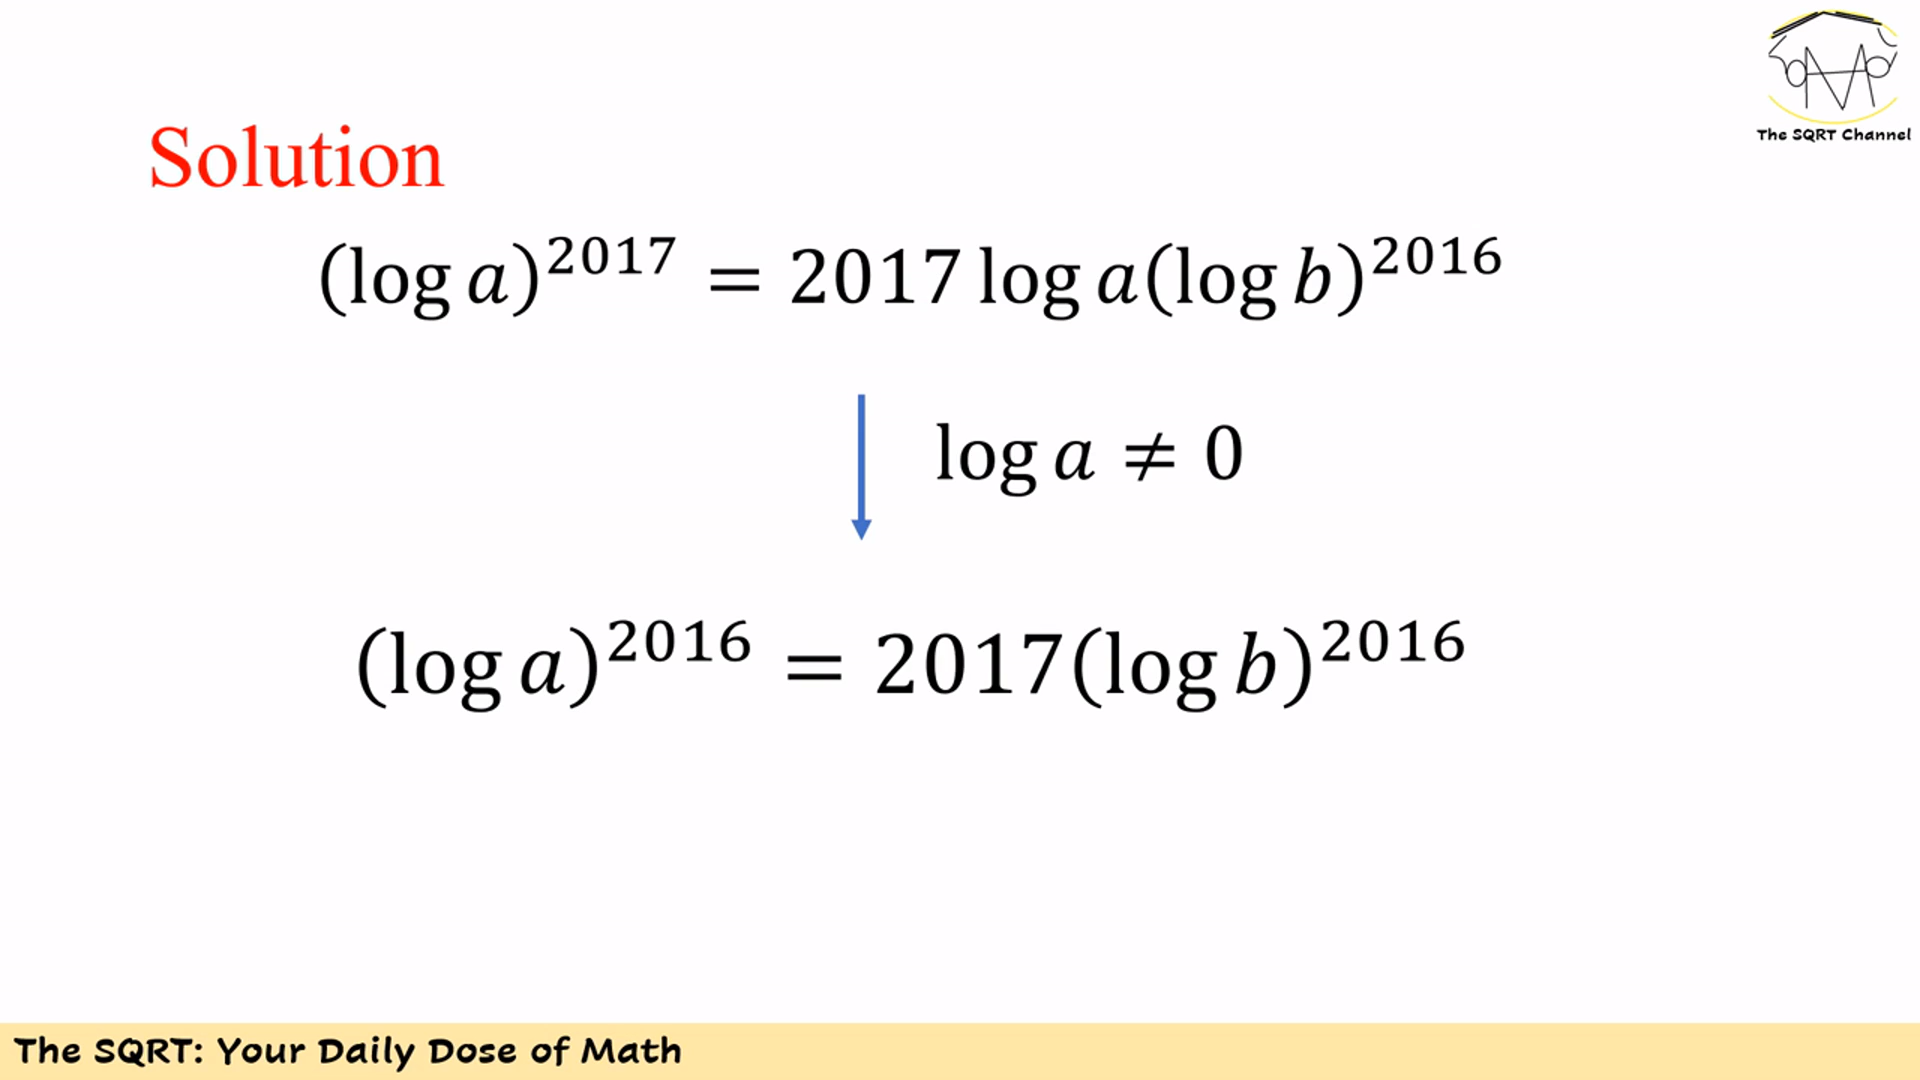 The SQRT Channel
Solution
(log a)^2017 = 2017 log a(log b)^2016
log a ≠ 0
(log a)^2016 = 2017(log b)^2016
The SQRT: Your Daily Dose of Math